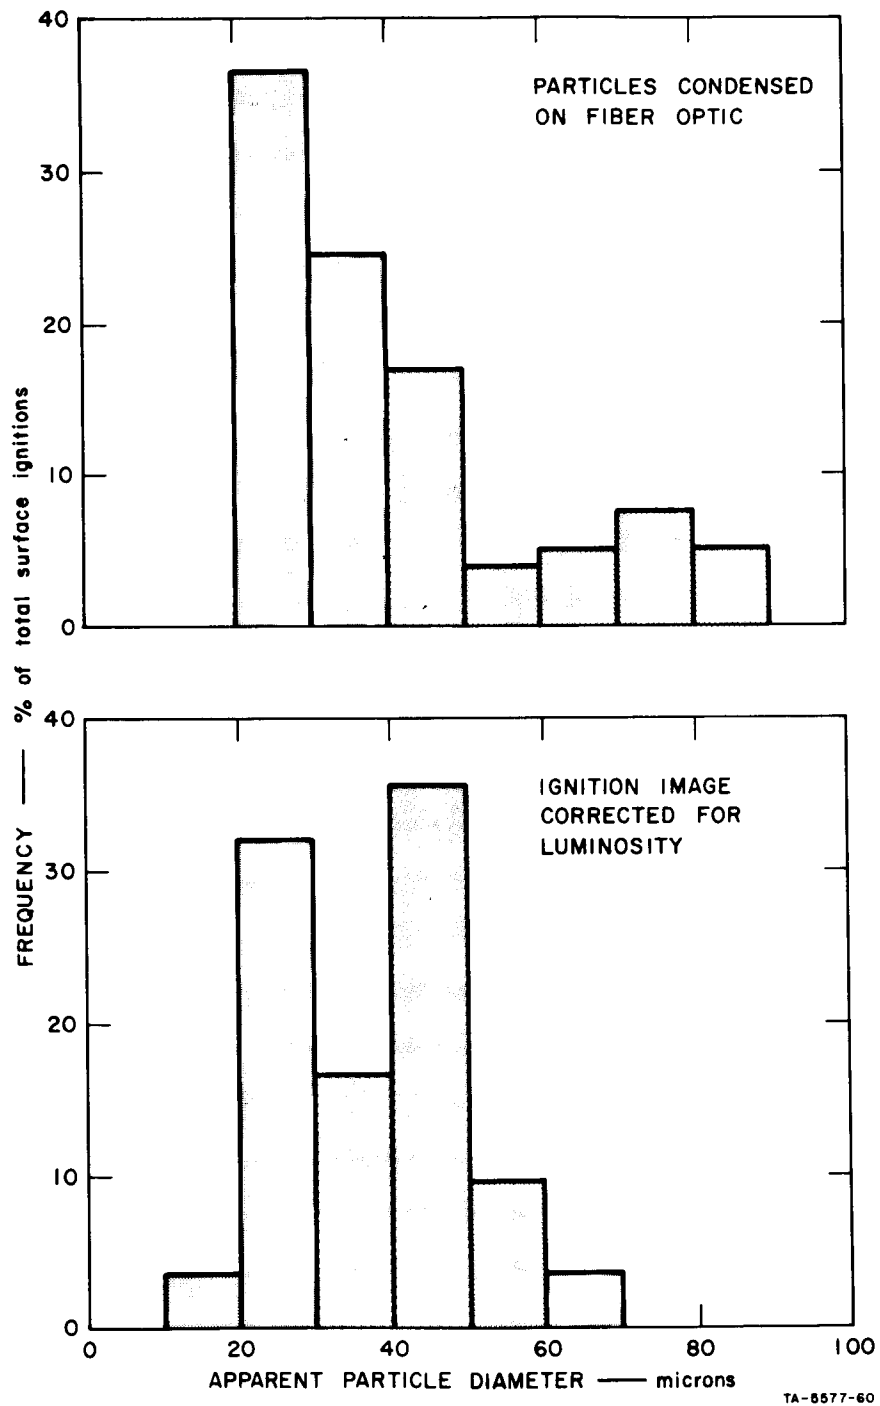 40
PARTICLES CONDENSED
ON FIBER OPTIC
30
20
10
0
FREQUENCY — % of total surface ignitions
40
IGNITION IMAGE
CORRECTED FOR
LUMINOSITY
30
20
10
0
0 20 40 60 80 100
APPARENT PARTICLE DIAMETER — microns
TA-5577-60